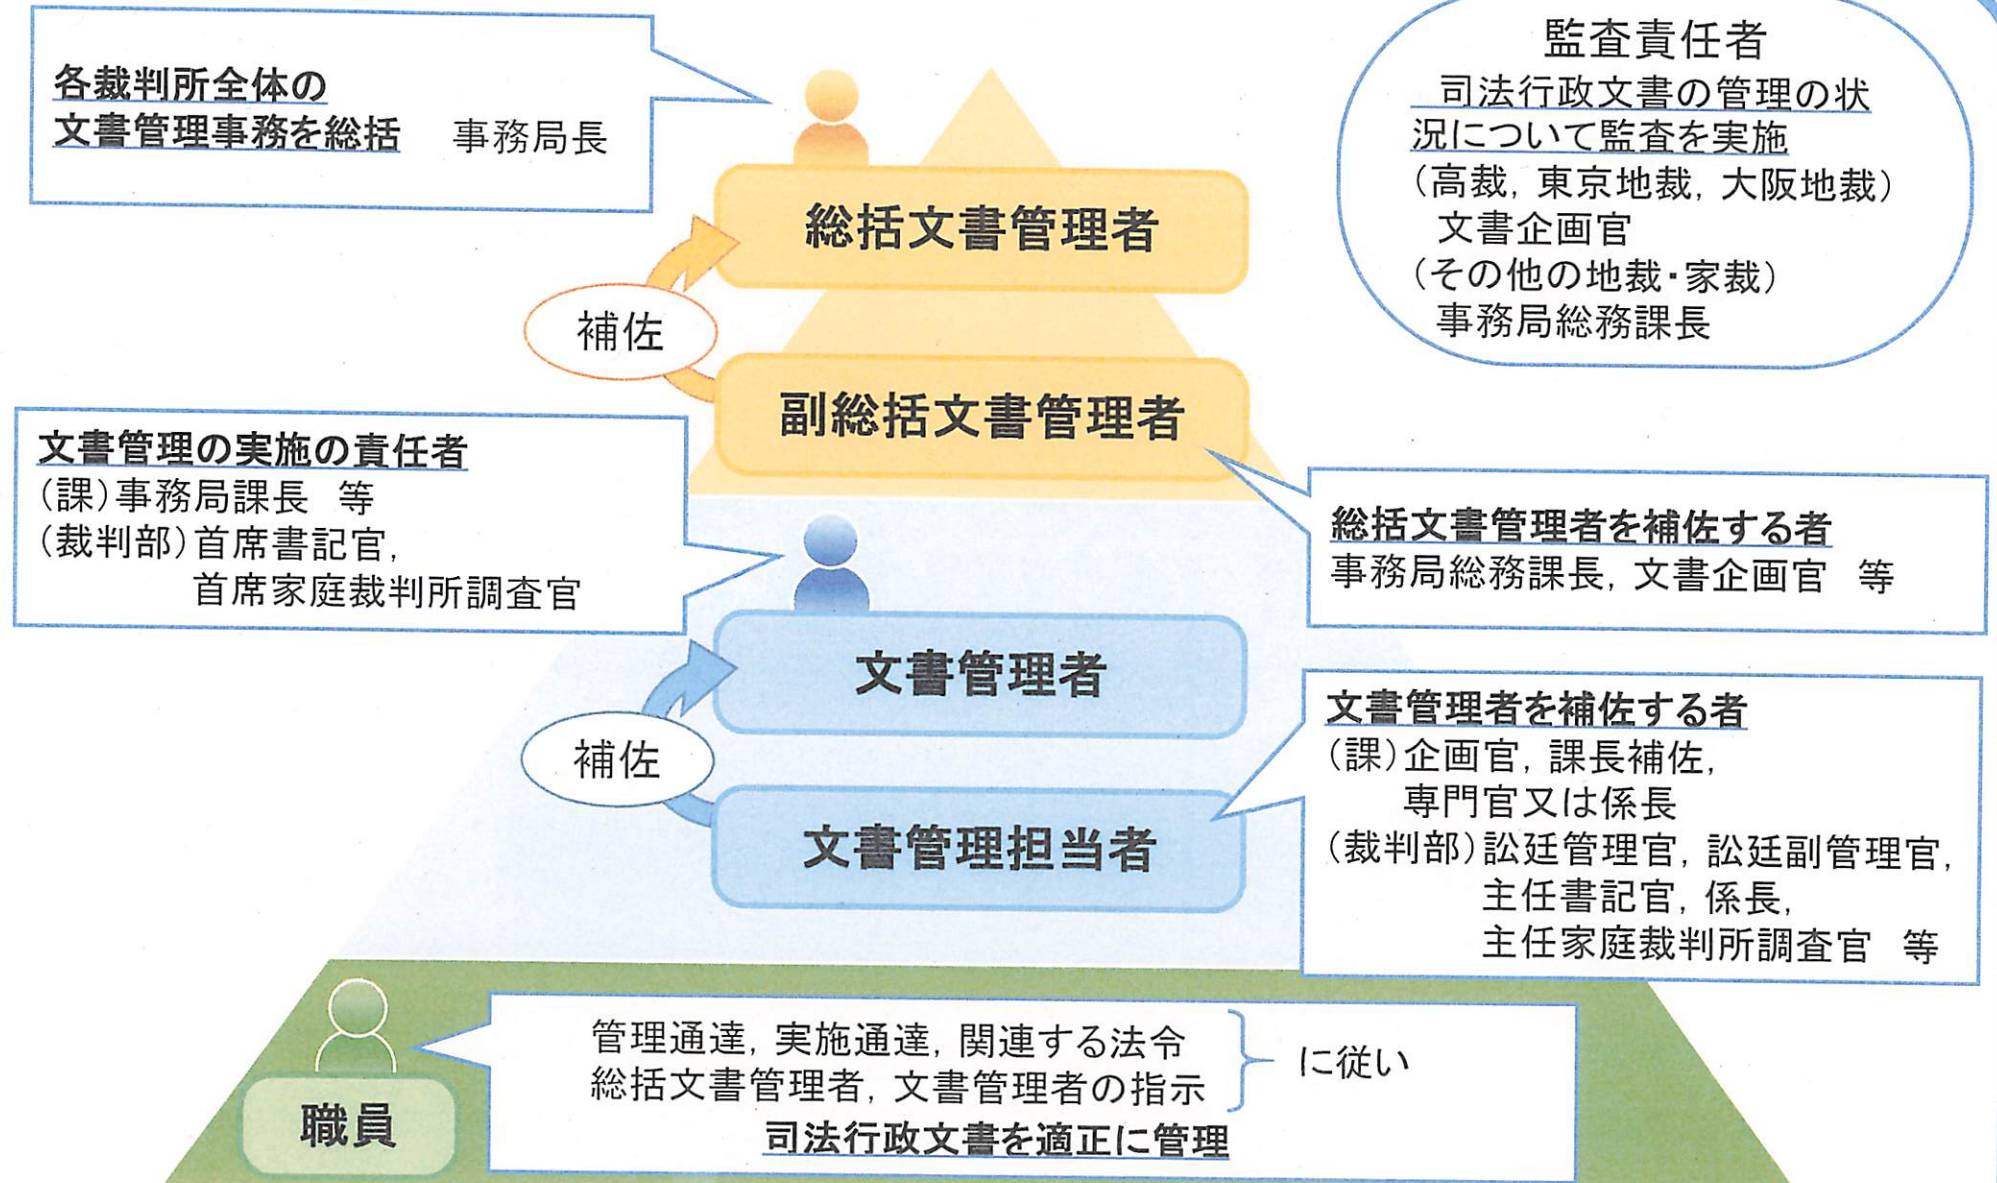 各裁判所全体の
文書管理事務を総括　事務局長
監査責任者
司法行政文書の管理の状
況について監査を実施
（高裁，東京地裁，大阪地裁）
文書企画官
（その他の地裁・家裁）
事務局総務課長
総括文書管理者
補佐
副総括文書管理者
文書管理の実施の責任者
（課）事務局課長　等
（裁判部）首席書記官，
首席家庭裁判所調査官
総括文書管理者を補佐する者
事務局総務課長，文書企画官　等
文書管理者
補佐
文書管理担当者
文書管理者を補佐する者
（課）企画官，課長補佐，
専門官又は係長
（裁判部）訟廷管理官，訟廷副管理官，
主任書記官，係長，
主任家庭裁判所調査官　等
職員
管理通達，実施通達，関連する法令
総括文書管理者，文書管理者の指示
に従い
司法行政文書を適正に管理